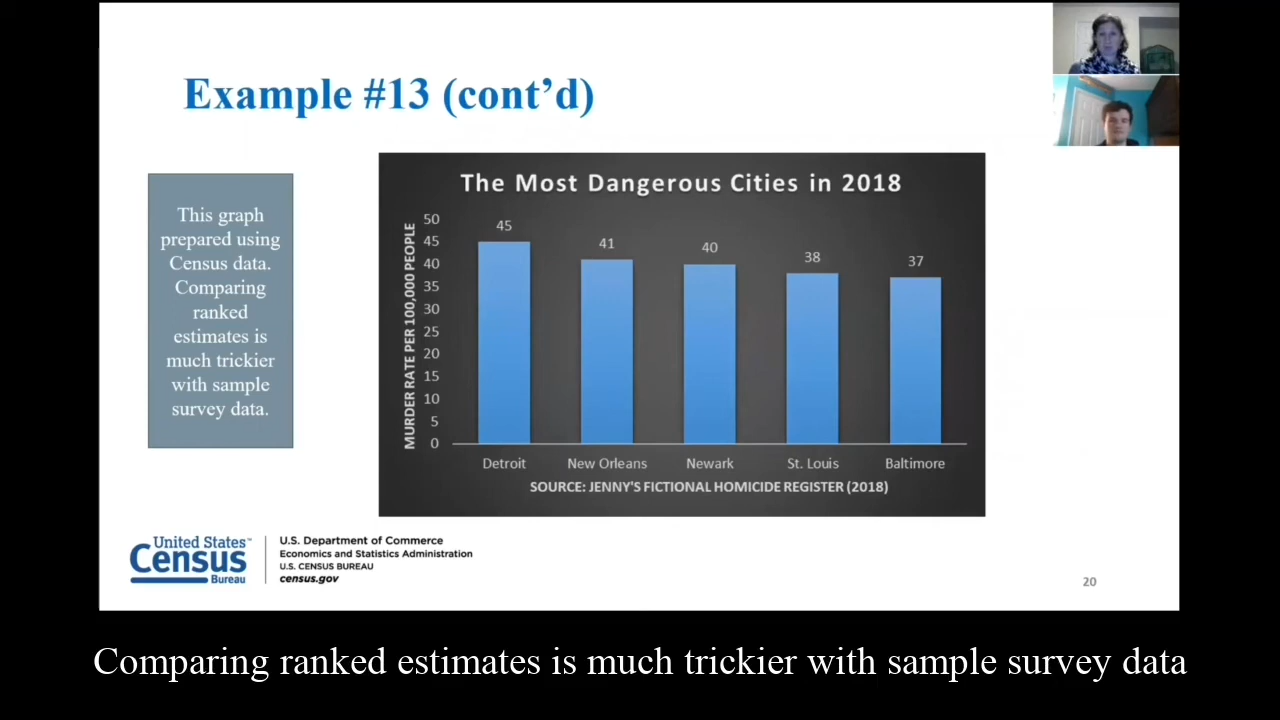 Example #13 (cont’d)
This graph
prepared using
Census data.
Comparing
ranked
estimates is
much trickier
with sample
survey data.
The Most Dangerous Cities in 2018
MURDER RATE PER 100,000 PEOPLE
50
45
40
35
30
25
20
15
10
5
0
45
41
40
38
37
Detroit
New Orleans
Newark
St. Louis
Baltimore
SOURCE: JENNY'S FICTIONAL HOMICIDE REGISTER (2018)
United States™
Census
Bureau
U.S. Department of Commerce
Economics and Statistics Administration
U.S. CENSUS BUREAU
census.gov
20
Comparing ranked estimates is much trickier with sample survey data